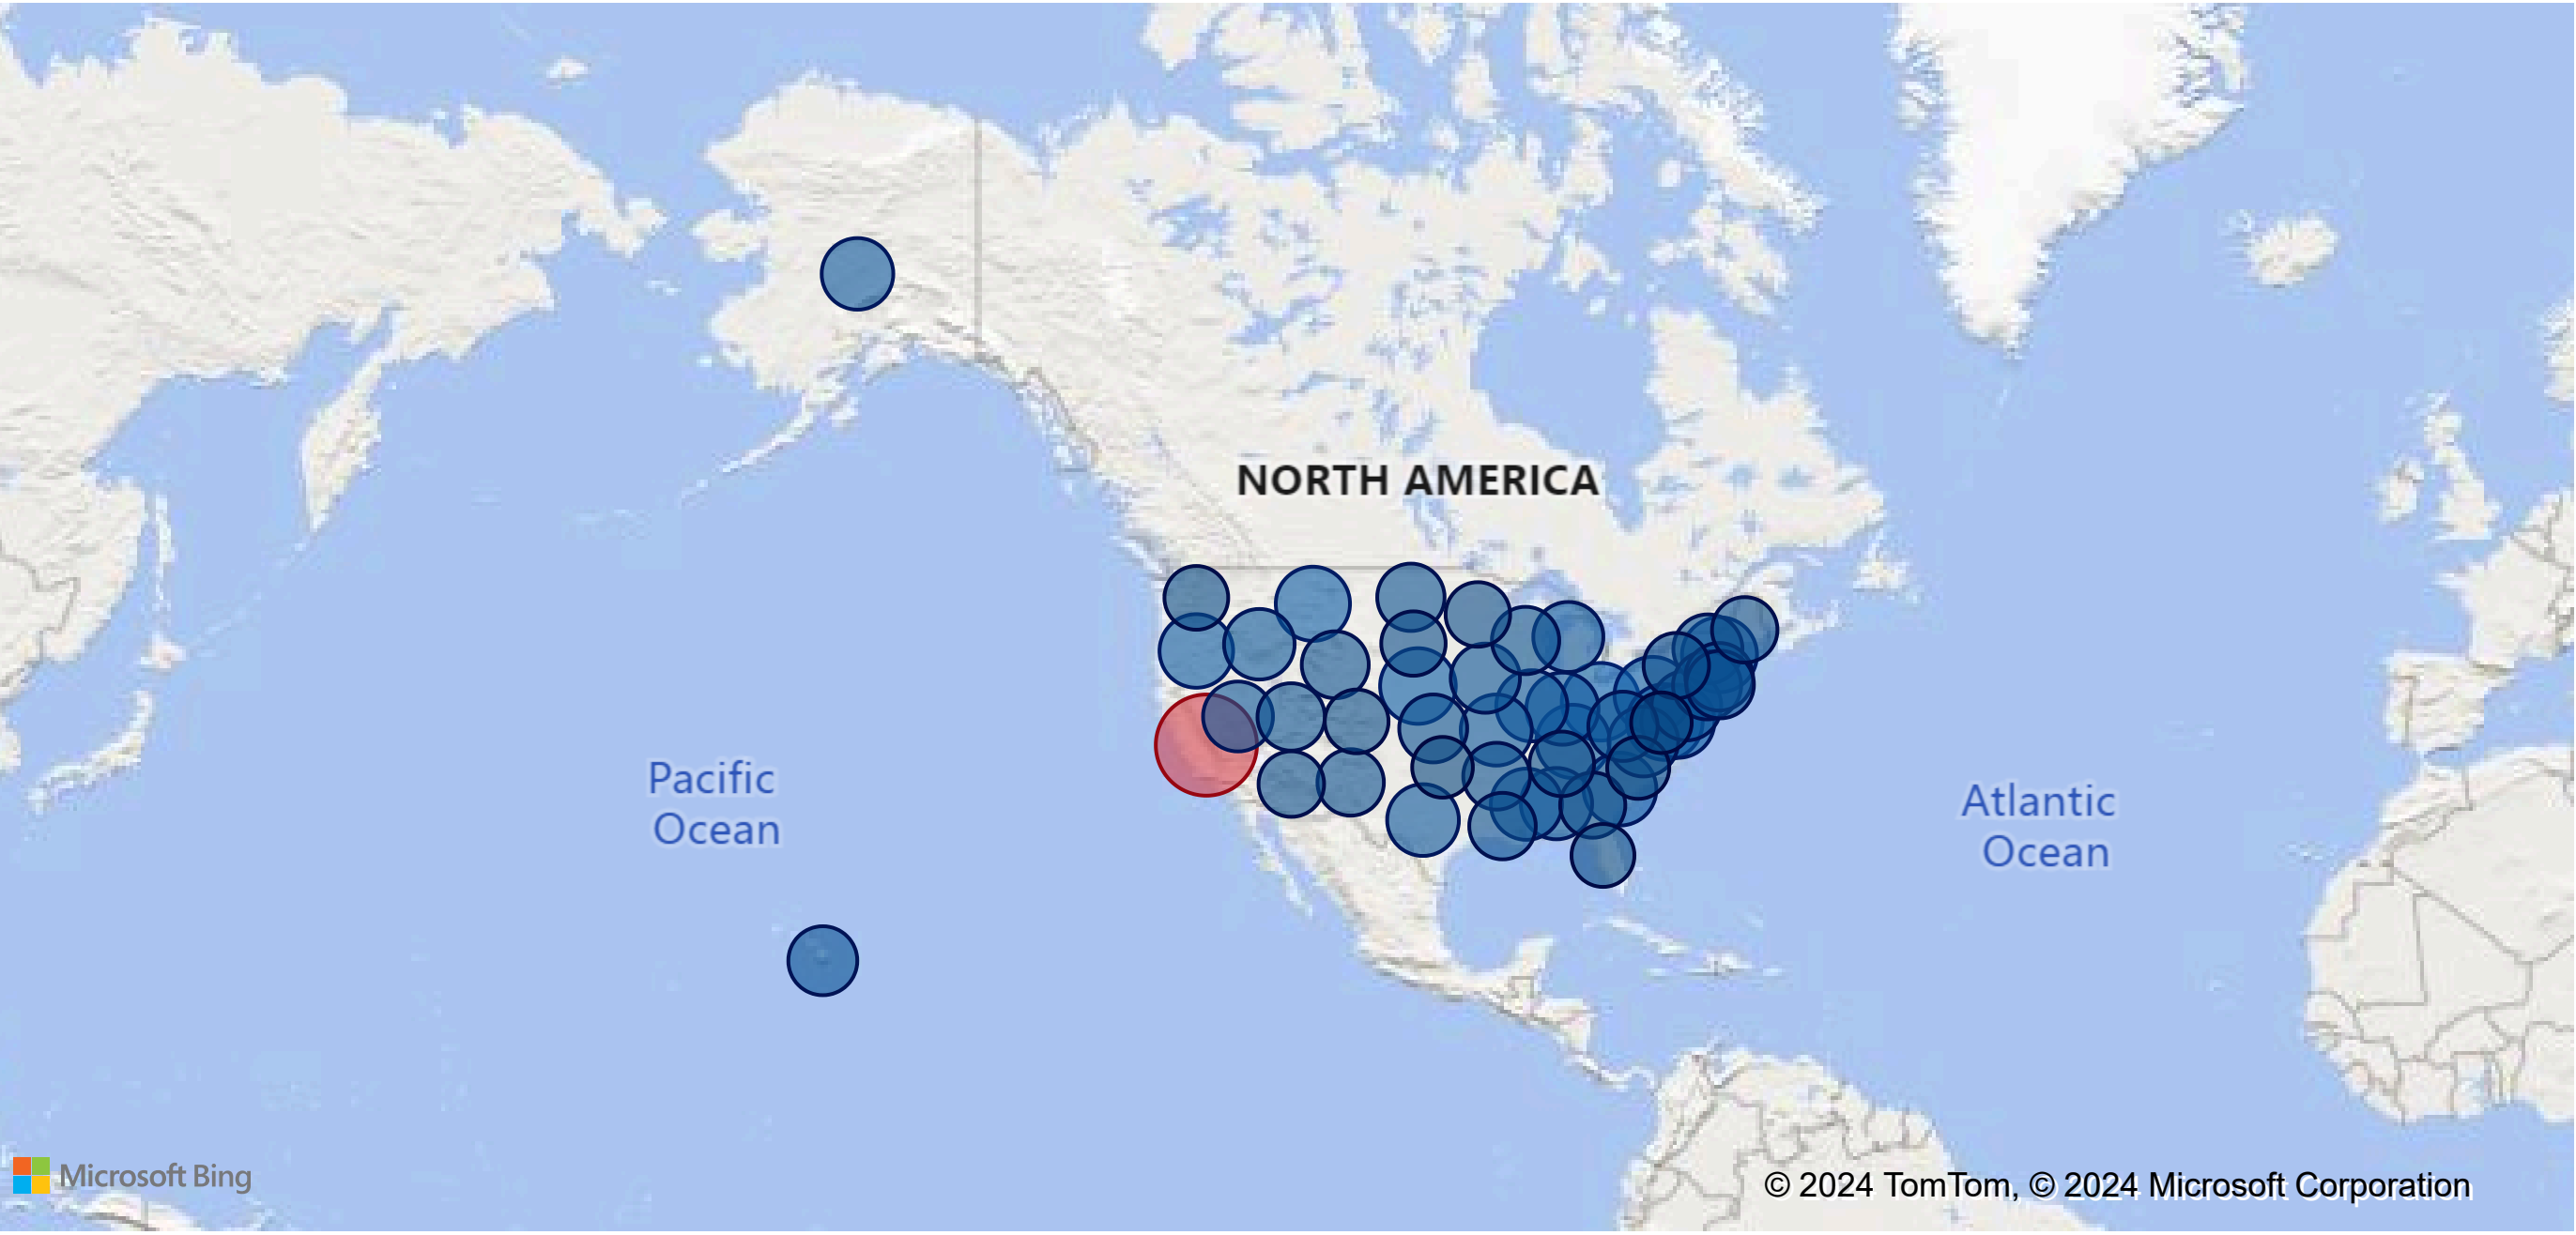 NORTH AMERICA
Pacific
Ocean
Atlantic
Ocean
Microsoft Bing
© 2024 TomTom, © 2024 Microsoft Corporation